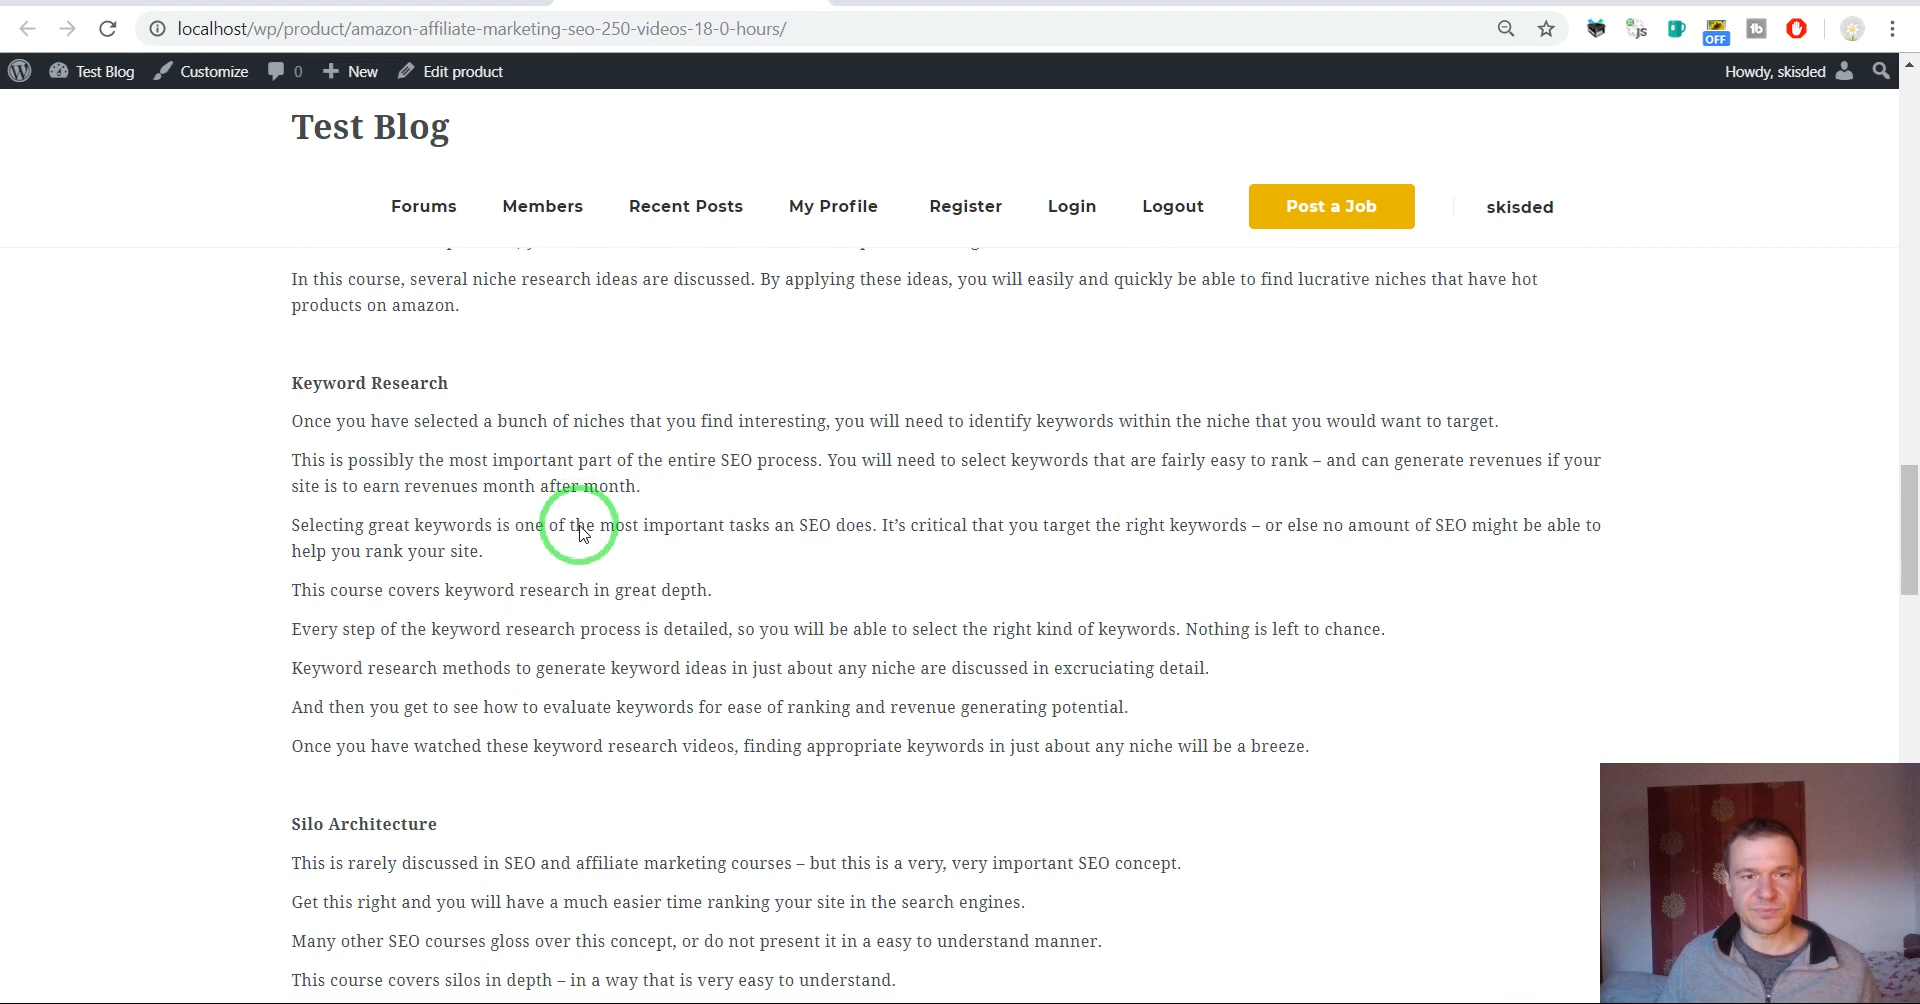 localhost/wp/product/amazon-affiliate-marketing-seo-250-videos-18-0-hours/
JS
OFF
tb
Test Blog
Customize
0
New
Edit product
Howdy, skisded
Test Blog
Forums
Members
Recent Posts
My Profile
Register
Login
Logout
Post a Job
skisded
In this course, several niche research ideas are discussed. By applying these ideas, you will easily and quickly be able to find lucrative niches that have hot
products on amazon.
Keyword Research
Once you have selected a bunch of niches that you find interesting, you will need to identify keywords within the niche that you would want to target.
This is possibly the most important part of the entire SEO process. You will need to select keywords that are fairly easy to rank – and can generate revenues if your
site is to earn revenues month after month.
Selecting great keywords is one of the most important tasks an SEO does. It’s critical that you target the right keywords – or else no amount of SEO might be able to
help you rank your site.
This course covers keyword research in great depth.
Every step of the keyword research process is detailed, so you will be able to select the right kind of keywords. Nothing is left to chance.
Keyword research methods to generate keyword ideas in just about any niche are discussed in excruciating detail.
And then you get to see how to evaluate keywords for ease of ranking and revenue generating potential.
Once you have watched these keyword research videos, finding appropriate keywords in just about any niche will be a breeze.
Silo Architecture
This is rarely discussed in SEO and affiliate marketing courses – but this is a very, very important SEO concept.
Get this right and you will have a much easier time ranking your site in the search engines.
Many other SEO courses gloss over this concept, or do not present it in a easy to understand manner.
This course covers silos in depth – in a way that is very easy to understand.